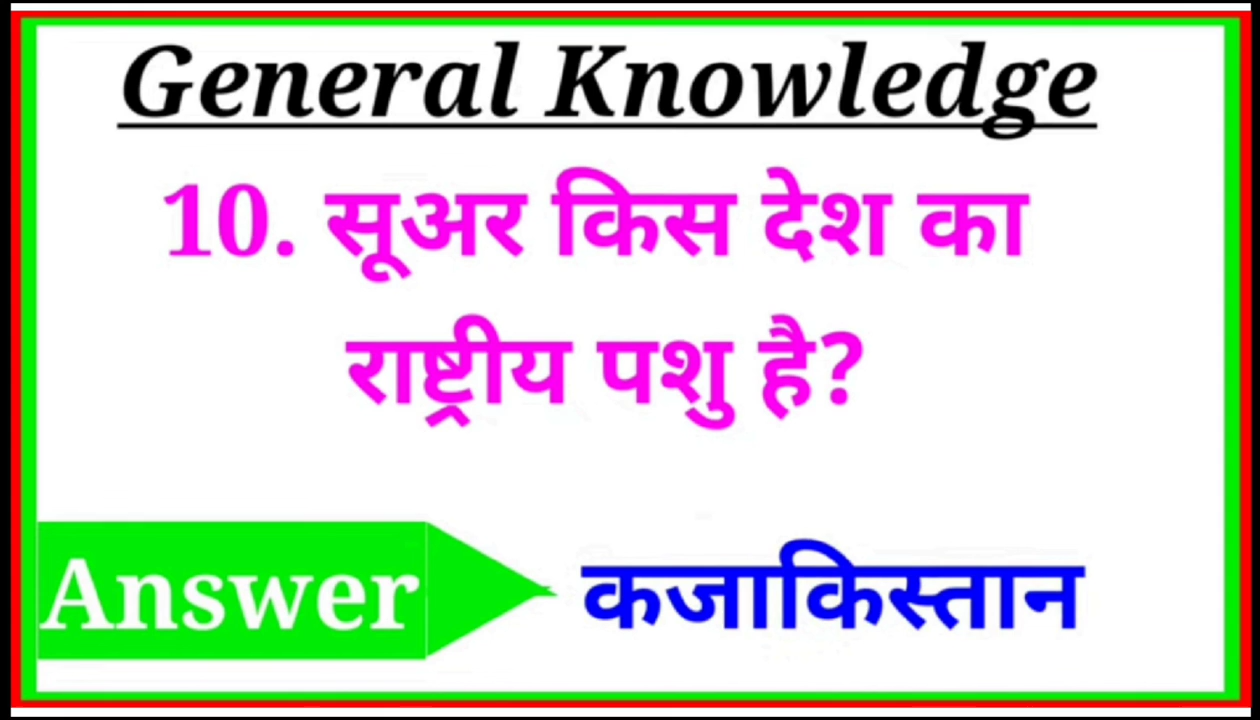 General Knowledge
10. सूअर किस देश का
राष्ट्रीय पशु है?
Answer कजाकिस्तान